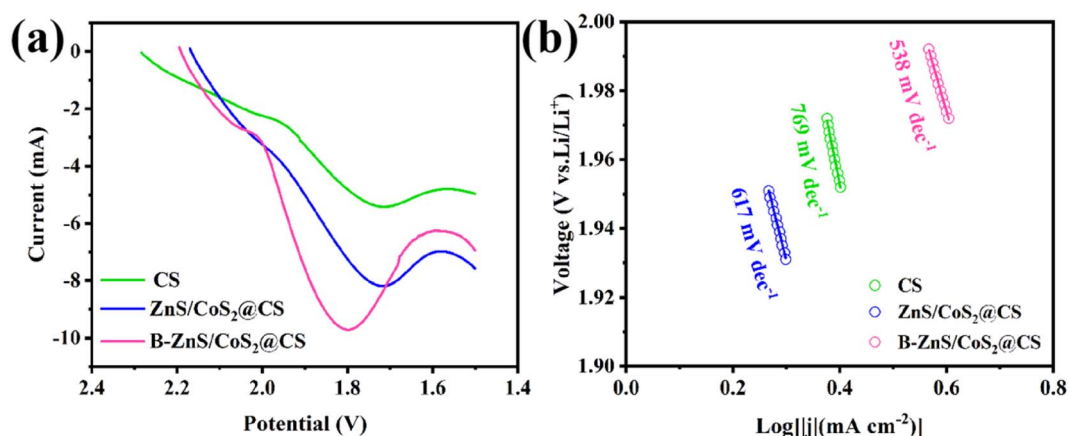 (a)
0
-2
-4
-6
-8
-10
Current (mA)
CS
ZnS/CoS₂@CS
B-ZnS/CoS₂@CS
2.4
2.2
2.0
1.8
1.6
1.4
Potential (V)
(b)
2.00
1.98
1.96
1.94
1.92
1.90
Voltage (V vs.Li/Li⁺)
617 mV dec⁻¹
769 mV dec⁻¹
538 mV dec⁻¹
CS
ZnS/CoS₂@CS
B-ZnS/CoS₂@CS
0.0
0.2
0.4
0.6
0.8
Log[|j|(mA cm⁻²)]